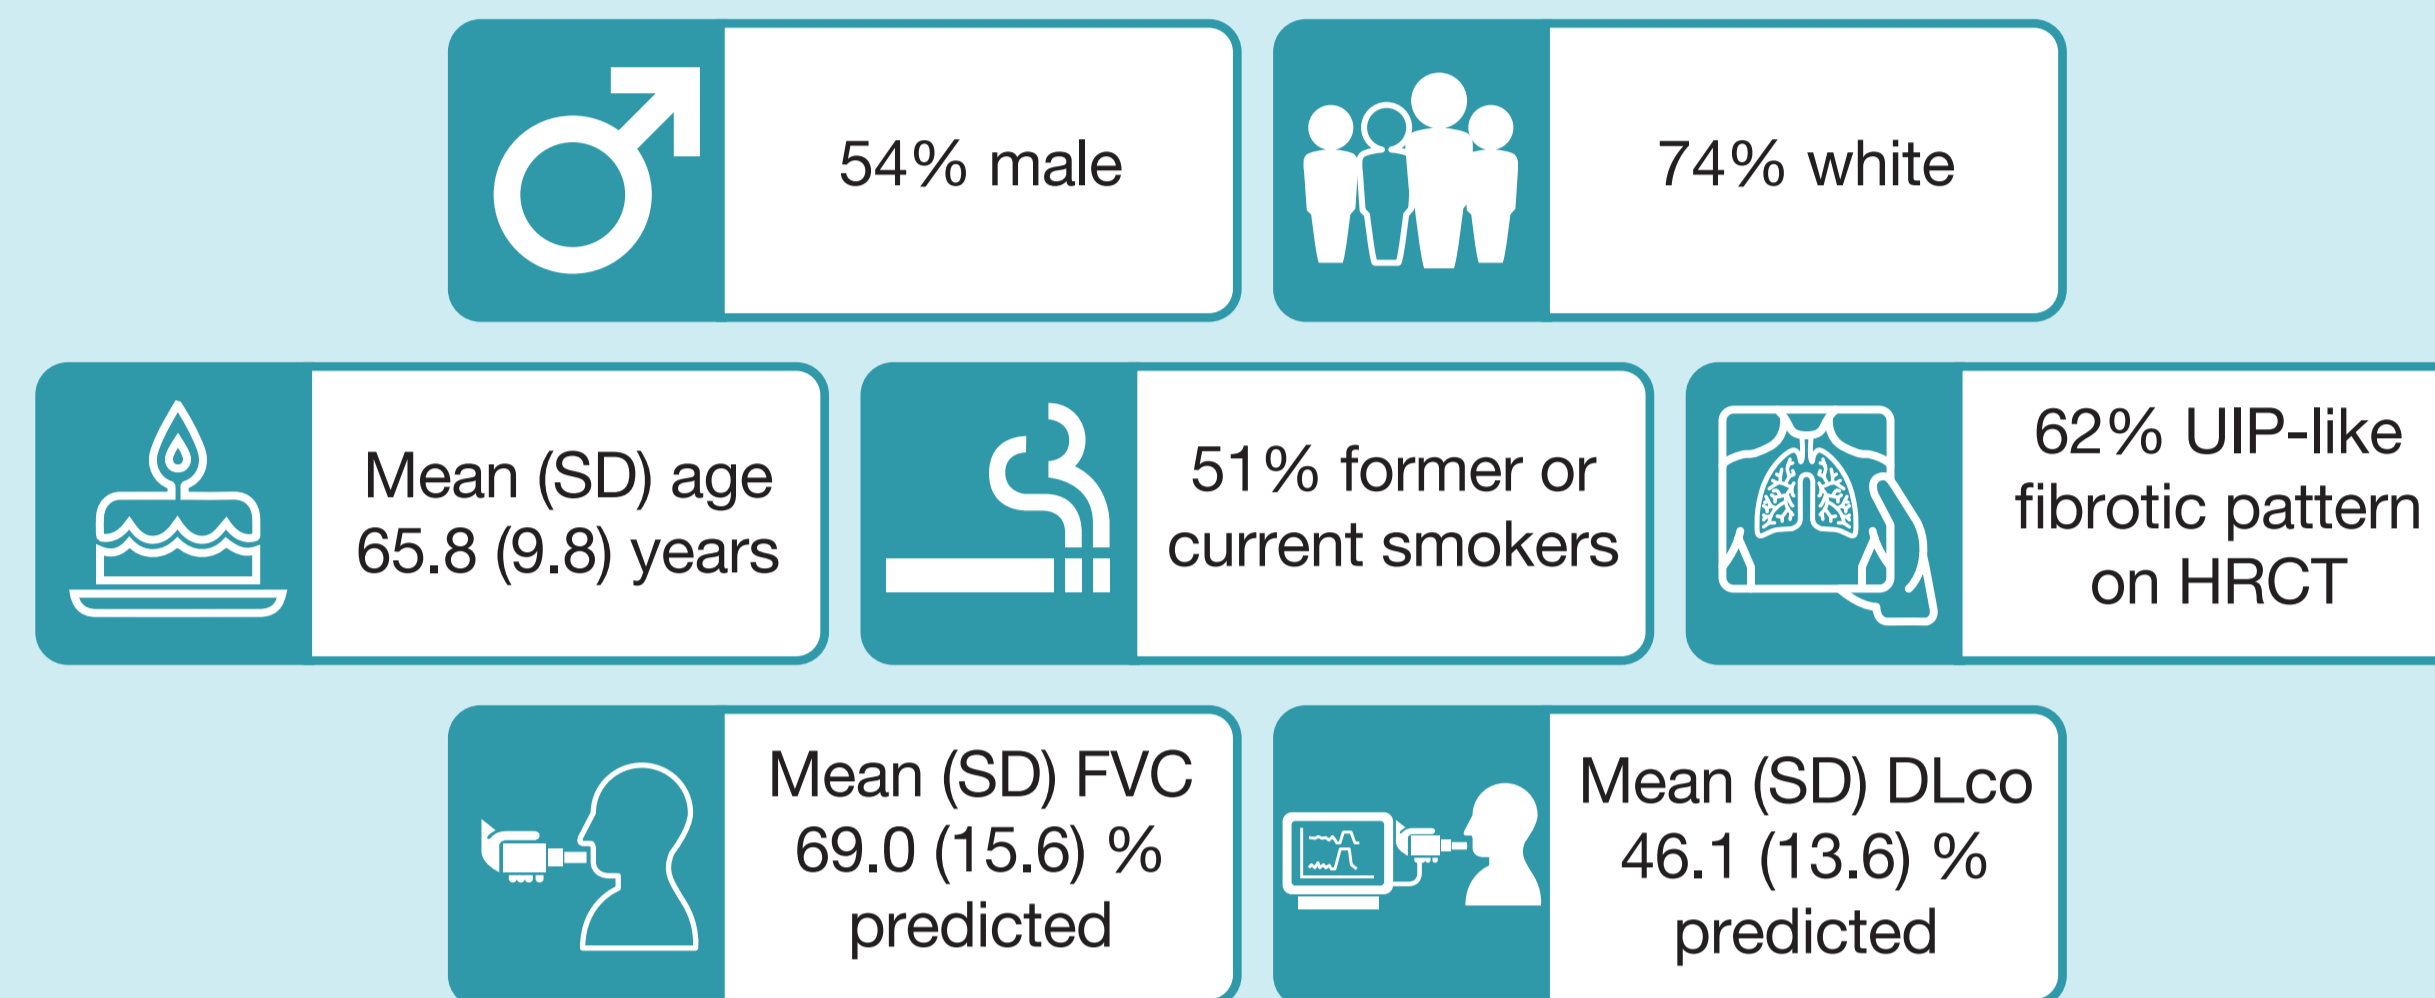 54% male
74% white
Mean (SD) age
65.8 (9.8) years
51% former or
current smokers
62% UIP-like
fibrotic pattern
on HRCT
Mean (SD) FVC
69.0 (15.6) %
predicted
Mean (SD) DLco
46.1 (13.6) %
predicted